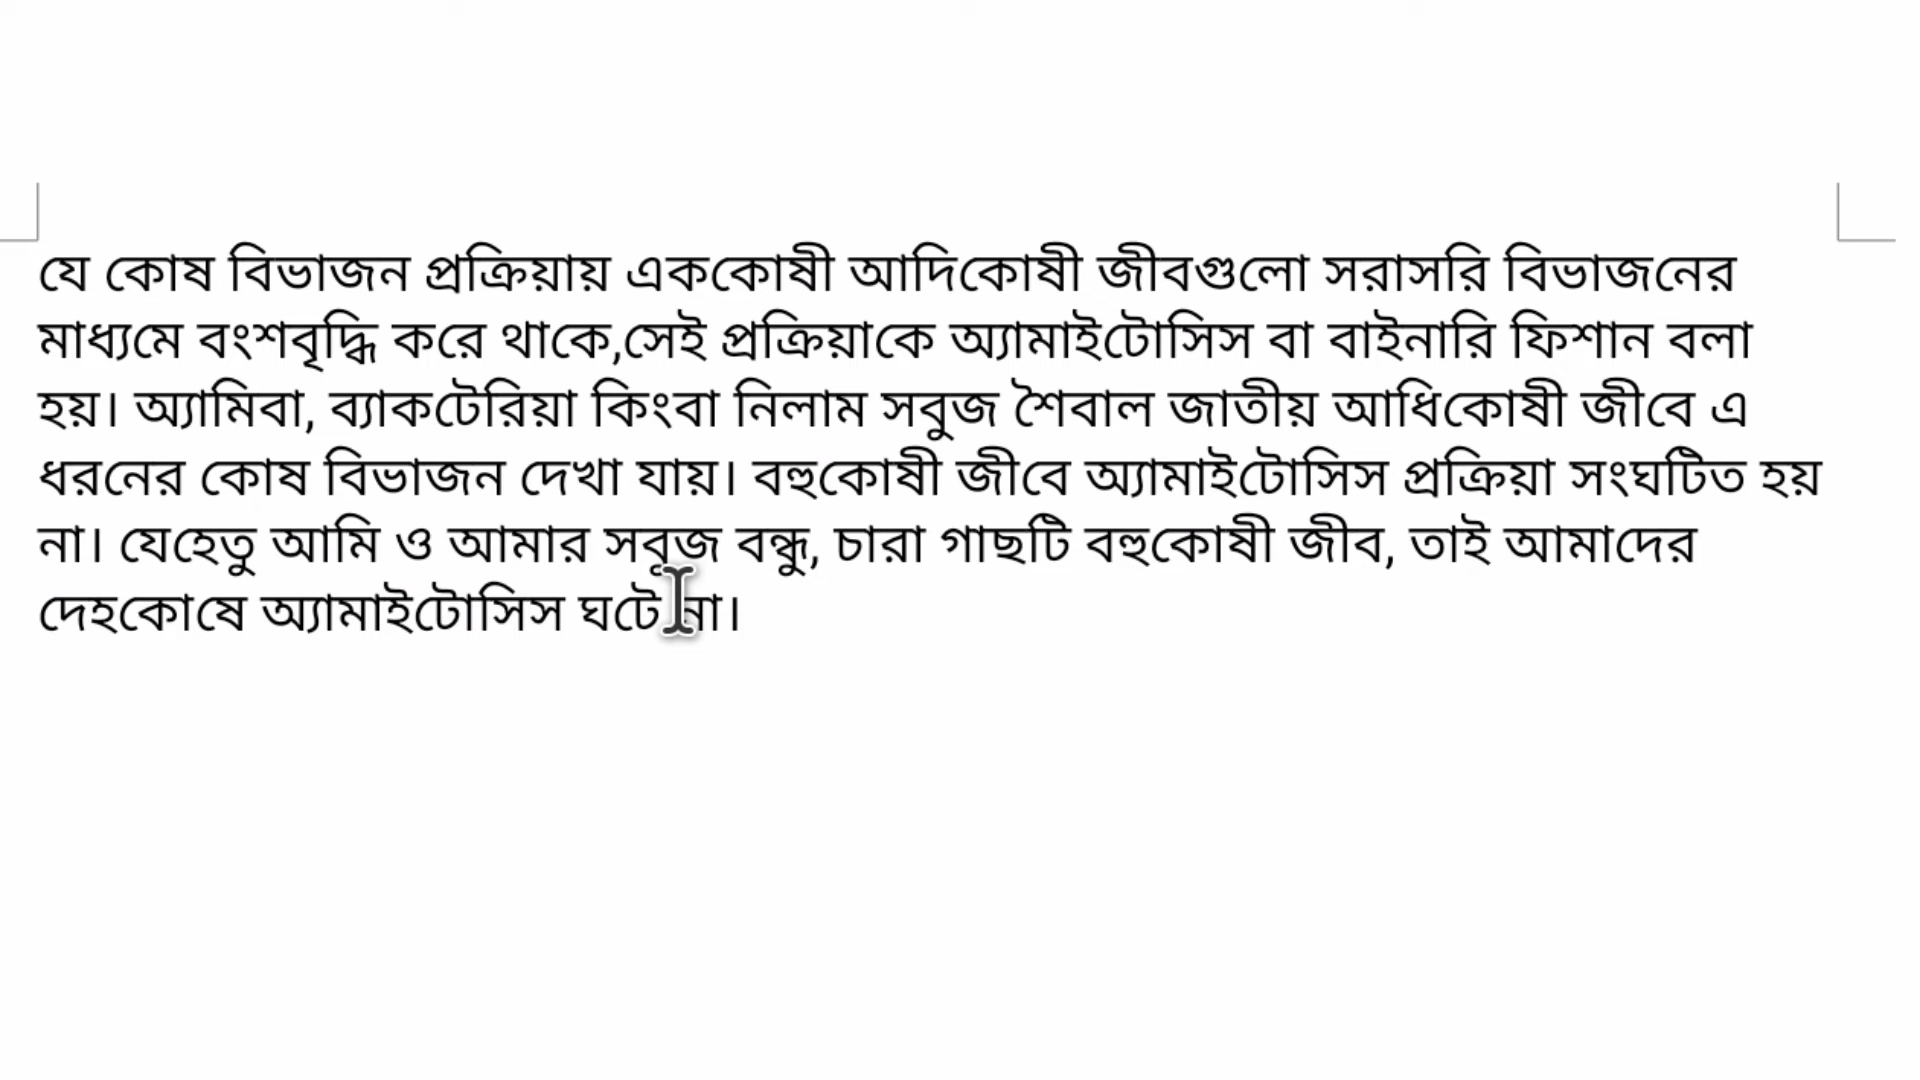 যে কোষ বিভাজন প্রক্রিয়ায় এককোষী আদিকোষী জীবগুলো সরাসরি বিভাজনের
মাধ্যমে বংশবৃদ্ধি করে থাকে,সেই প্রক্রিয়াকে অ্যামাইটোসিস বা বাইনারি ফিশান বলা
হয়। অ্যামিবা, ব্যাকটেরিয়া কিংবা নিলাম সবুজ শৈবাল জাতীয় আধিকোষী জীবে এ
ধরনের কোষ বিভাজন দেখা যায়। বহুকোষী জীবে অ্যামাইটোসিস প্রক্রিয়া সংঘটিত হয়
না। যেহেতু আমি ও আমার সবুজ বন্ধু, চারা গাছটি বহুকোষী জীব, তাই আমাদের
দেহকোষে অ্যামাইটোসিস ঘটে না।